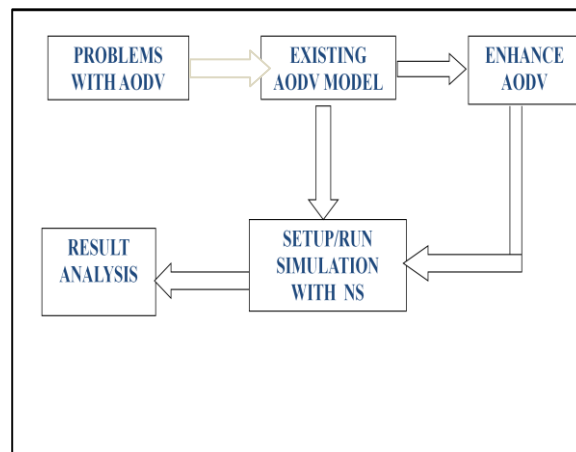 PROBLEMS
WITH AODV
EXISTING
AODV MODEL
ENHANCE
AODV
SETUP/RUN
SIMULATION
WITH NS
RESULT
ANALYSIS